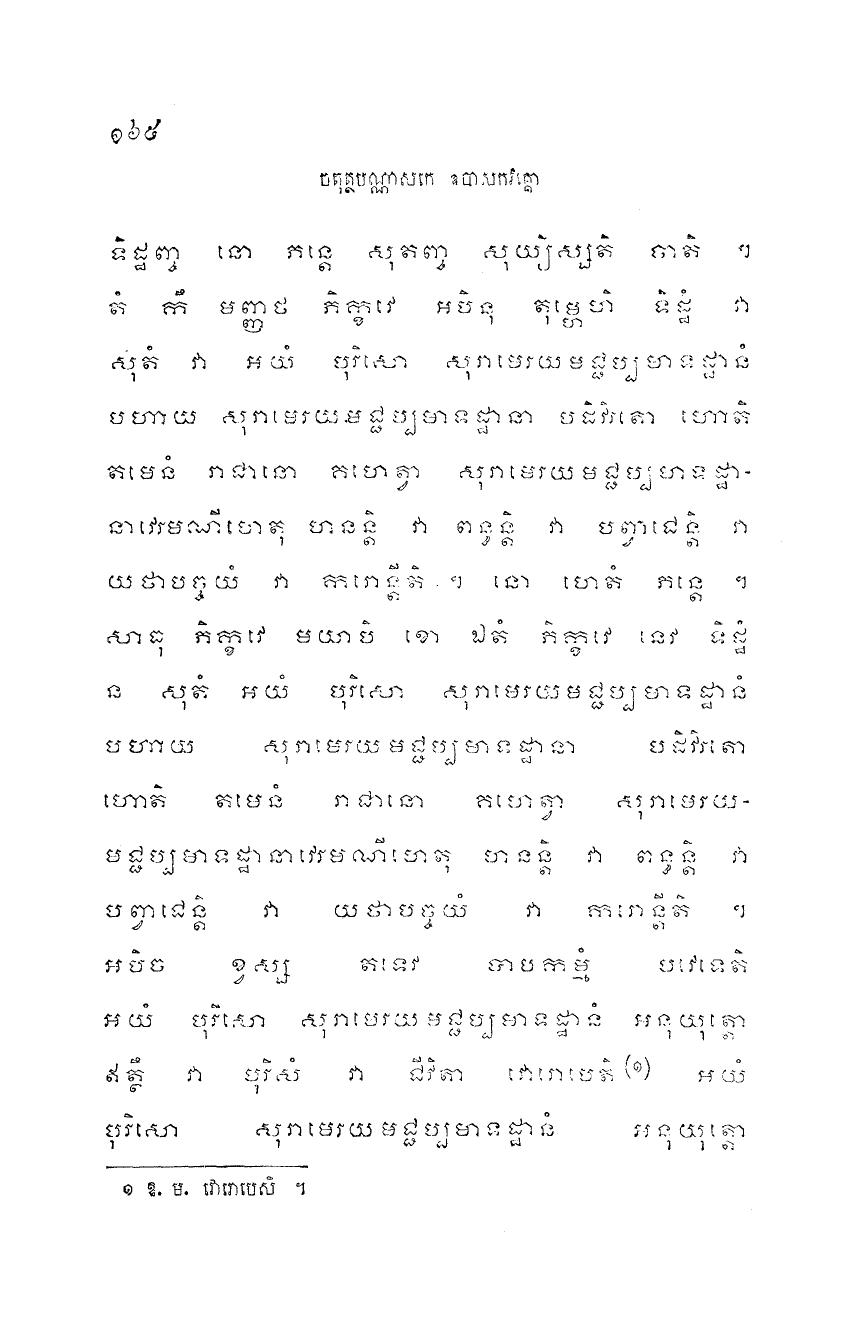 ១៦៥
ចតុត្ថបណ្ណាសកេ ឧបាសកវគ្គោ
ទិដ្ឋញ្ច នោ ភន្តេ សុតញ្ច សុយ្យិស្សតិ ចាតិ ។
តំ កឹ មញ្ញថ ភិក្ខវេ អបិនុ តុម្ហេហិ ទិដ្ឋំ វា
សុតំ វា អយំ បុរិសោ សុរាមេរយមជ្ជប្បមាទដ្ឋានំ
បហាយ សុរាមេរយមជ្ជប្បមាទដ្ឋានា បដិវិរតោ ហោតិ
តមេនំ រាជានោ គហេត្វា សុរាមេរយមជ្ជប្បមាទដ្ឋា-
នាវេរមណីហេតុ ហនន្តិ វា ពន្ធន្តិ វា បព្វាជេន្តិ វា
យថាបច្ចយំ វា ករោន្តីតិ ។ នោ ហេតំ ភន្តេ ។
សាធុ ភិក្ខវេ មយាបិ ខោ ឯតំ ភិក្ខវេ នេវ ទិដ្ឋំ
ន សុតំ អយំ បុរិសោ សុរាមេរយមជ្ជប្បមាទដ្ឋានំ
បហាយ សុរាមេរយមជ្ជប្បមាទដ្ឋានា បដិវិរតោ
ហោតិ តមេនំ រាជានោ គហេត្វា សុរាមេរយ-
មជ្ជប្បមាទដ្ឋានាវេរមណីហេតុ ហនន្តិ វា ពន្ធន្តិ វា
បព្វាជេន្តិ វា យថាបច្ចយំ វា ករោន្តីតិ ។
អបិច ខ្វស្ស តទេវ បាបកម្មំ បវេទេតិ
អយំ បុរិសោ សុរាមេរយមជ្ជប្បមាទដ្ឋានំ អនុយុត្តោ
ឥត្ថឹ វា បុរិសំ វា ជីវិតា វោរោបេតិ (១) អយំ
បុរិសោ សុរាមេរយមជ្ជប្បមាទដ្ឋានំ អនុយុត្តោ
១ ឱ. ម. វោរោបេសិ ។